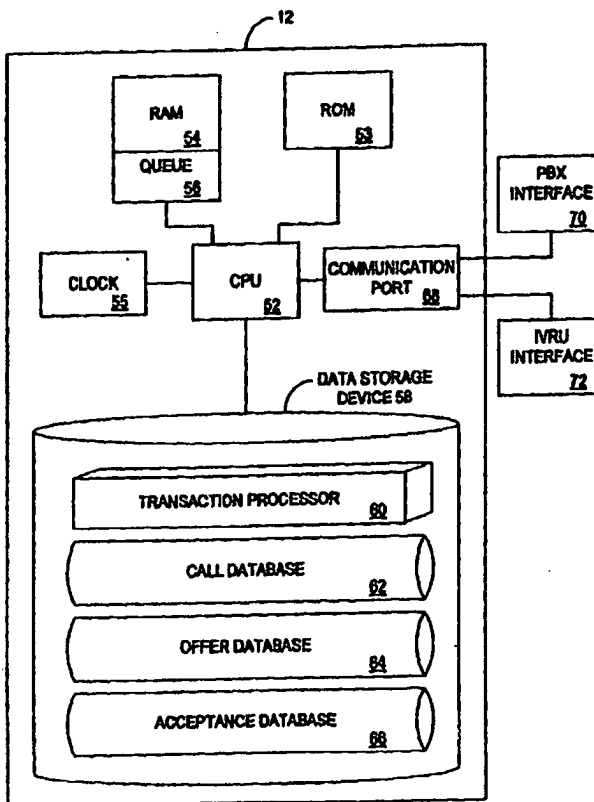 12
RAM
54
QUEUE
56
ROM
53
PBX
INTERFACE
70
CLOCK
55
CPU
52
COMMUNICATION
PORT
68
IVRU
INTERFACE
72
DATA STORAGE
DEVICE 58
TRANSACTION PROCESSOR
60
CALL DATABASE
62
OFFER DATABASE
64
ACCEPTANCE DATABASE
66